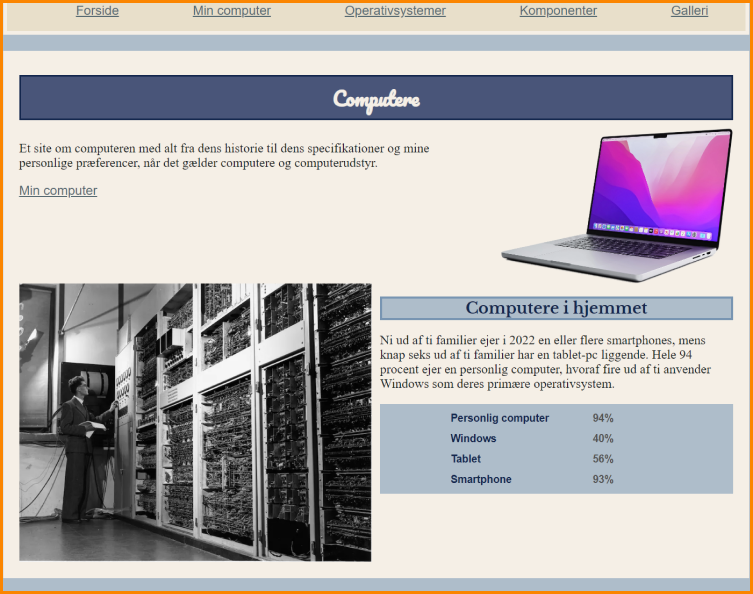 Forside Min computer Operativsystemer Komponenter Galleri
Computere
Et site om computeren med alt fra dens historie til dens specifikationer og mine
personlige præferencer, når det gælder computere og computerudstyr.
Min computer
Computere i hjemmet
Ni ud af ti familier ejer i 2022 en eller flere smartphones, mens
knap seks ud af ti familier har en tablet-pc liggende. Hele 94
procent ejer en personlig computer, hvoraf fire ud af ti anvender
Windows som deres primære operativsystem.
Personlig computer 94%
Windows 40%
Tablet 56%
Smartphone 93%